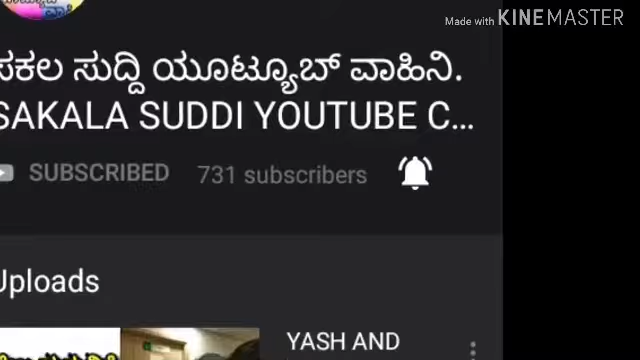 Made with KINEMASTER
ಸಕಲ ಸುದ್ದಿ ಯೂಟ್ಯೂಬ್ ವಾಹಿನಿ.
SAKALA SUDDI YOUTUBE C...
SUBSCRIBED 731 subscribers
Uploads
YASH AND